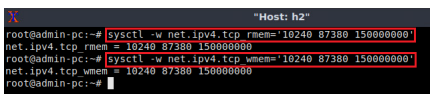 "Host: h2"
root@admin-pc:~# sysctl -w net.ipv4.tcp_rmem='10240 87380 150000000'
net.ipv4.tcp_rmem = 10240 87380 150000000
root@admin-pc:~# sysctl -w net.ipv4.tcp_wmem='10240 87380 150000000'
net.ipv4.tcp_wmem = 10240 87380 150000000
root@admin-pc:~#